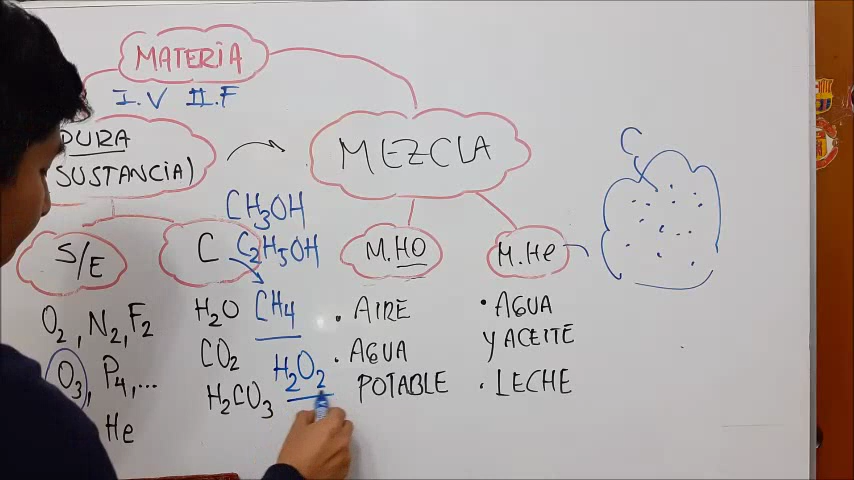 MATERIA
I.V II.F
PURA
SUSTANCIA)
MEZCLA
C
S/E
C
CH3OH
C2H5OH
M.HO
M.He
O2, N2, F2
O3, P4,...
He
H2O
CO2
H2CO3
CH4
H2O2
. AIRE
. AGUA
POTABLE
. AGUA
Y ACEITE
. LECHE